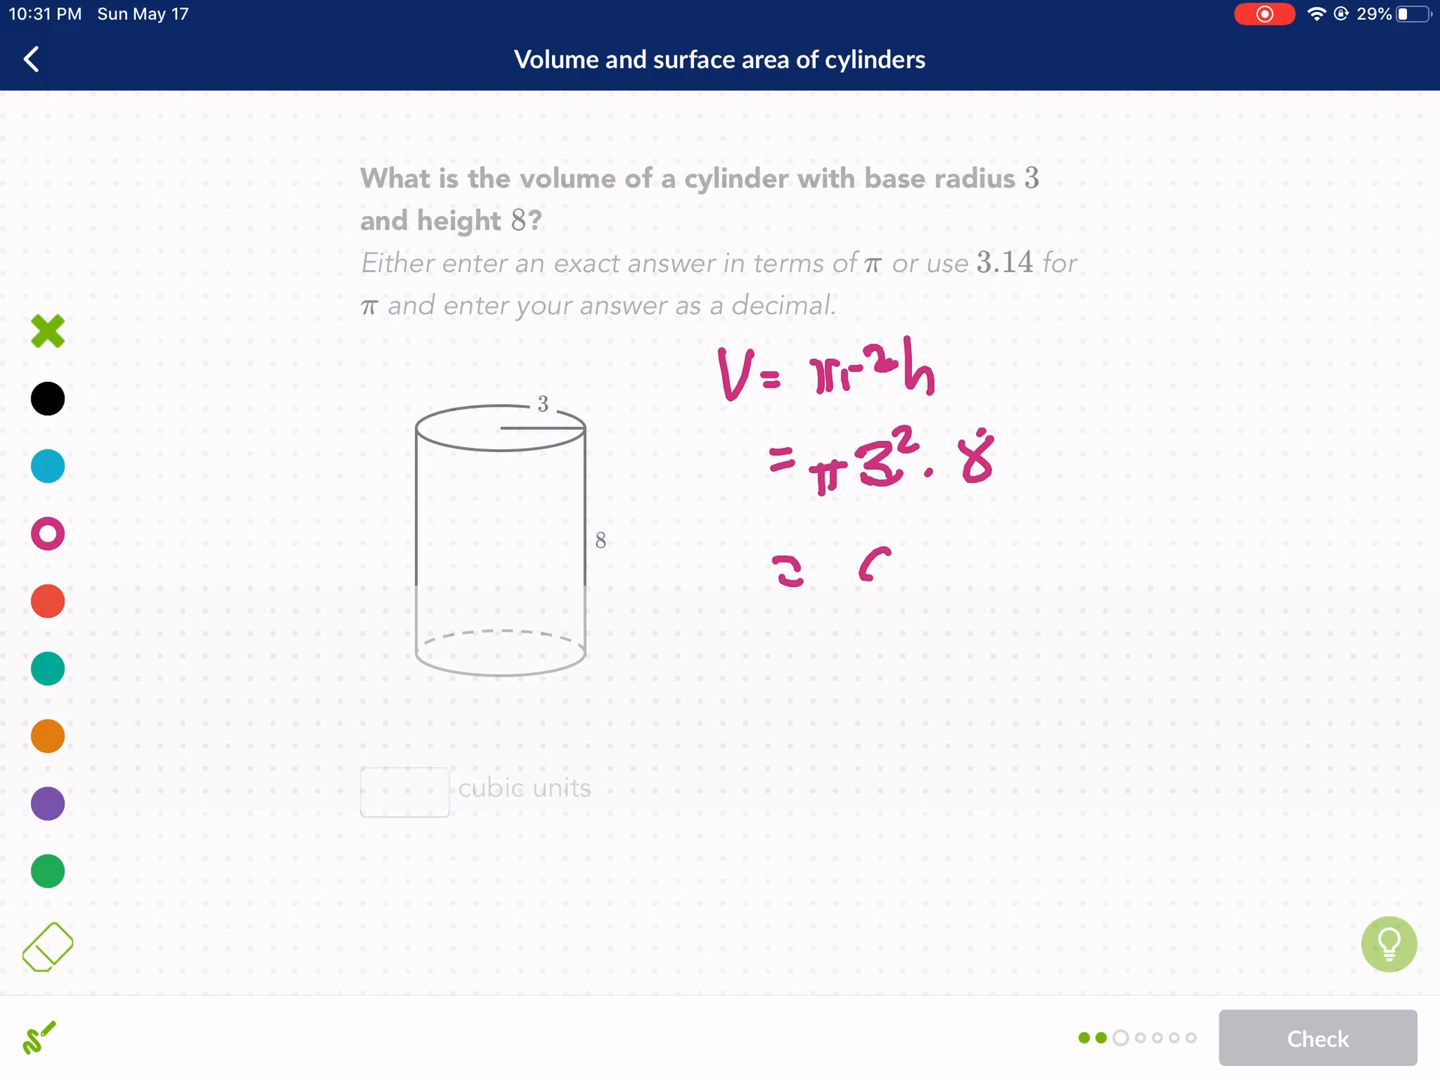 10:31 PM Sun May 17
29%
Volume and surface area of cylinders
What is the volume of a cylinder with base radius 3
and height 8?
Either enter an exact answer in terms of π or use 3.14 for
π and enter your answer as a decimal.
V = πr²h
= π3² · 8
=
3
8
cubic units
Check